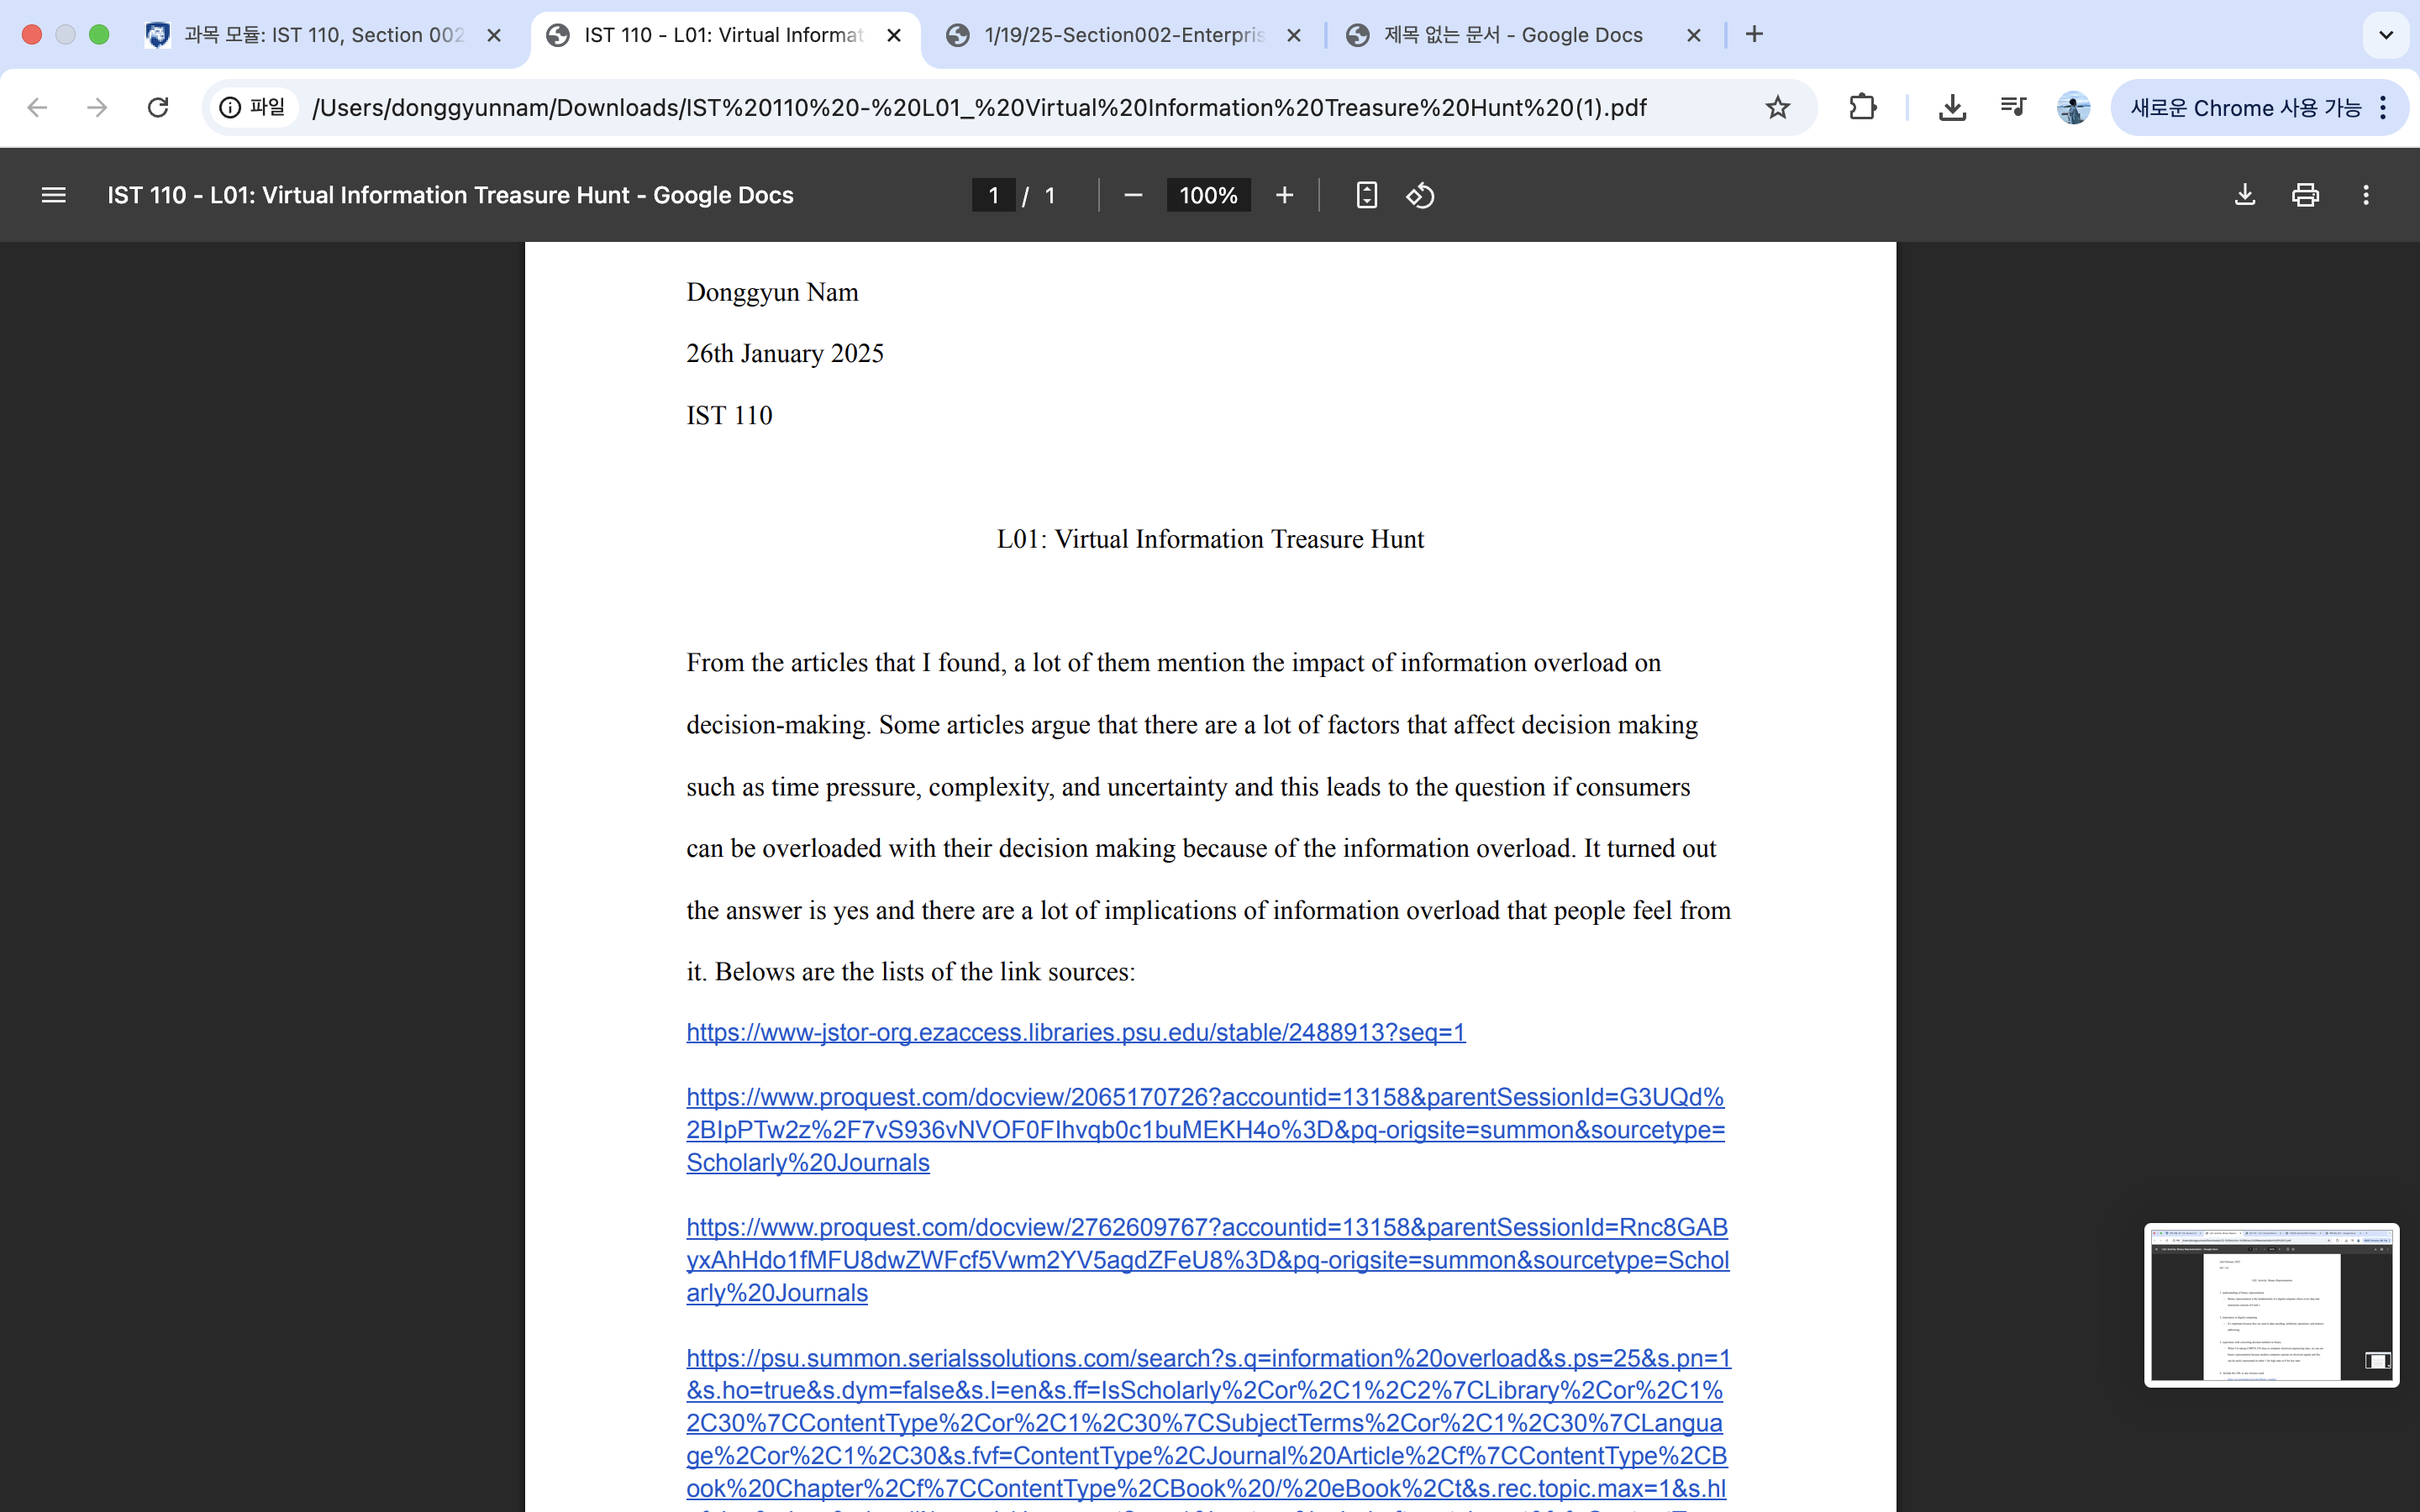 과목 모듈: IST 110, Section 002
IST 110 - L01: Virtual Informat
1/19/25-Section002-Enterpris
제목 없는 문서 - Google Docs
파일
/Users/donggyunnam/Downloads/IST%20110%20-%20L01_%20Virtual%20Information%20Treasure%20Hunt%20(1).pdf
새로운 Chrome 사용 가능
IST 110 - L01: Virtual Information Treasure Hunt - Google Docs
1 / 1
100%
Donggyun Nam
26th January 2025
IST 110
L01: Virtual Information Treasure Hunt
From the articles that I found, a lot of them mention the impact of information overload on
decision-making. Some articles argue that there are a lot of factors that affect decision making
such as time pressure, complexity, and uncertainty and this leads to the question if consumers
can be overloaded with their decision making because of the information overload. It turned out
the answer is yes and there are a lot of implications of information overload that people feel from
it. Belows are the lists of the link sources:
https://www-jstor-org.ezaccess.libraries.psu.edu/stable/2488913?seq=1
https://www.proquest.com/docview/2065170726?accountid=13158&parentSessionId=G3UQd%
2BIpPTw2z%2F7vS936vNVOF0FIhvqb0c1buMEKH4o%3D&pq-origsite=summon&sourcetype=
Scholarly%20Journals
https://www.proquest.com/docview/2762609767?accountid=13158&parentSessionId=Rnc8GAB
yxAhHdo1fMFU8dwZWFcf5Vwm2YV5agdZFeU8%3D&pq-origsite=summon&sourcetype=Schol
arly%20Journals
https://psu.summon.serialssolutions.com/search?s.q=information%20overload&s.ps=25&s.pn=1
&s.ho=true&s.dym=false&s.l=en&s.ff=IsScholarly%2Cor%2C1%2C2%7CLibrary%2Cor%2C1%
2C30%7CContentType%2Cor%2C1%2C30%7CSubjectTerms%2Cor%2C1%2C30%7CLangua
ge%2Cor%2C1%2C30&s.fvf=ContentType%2CJournal%20Article%2Cf%7CContentType%2CB
ook%20Chapter%2Cf%7CContentType%2CBook%20/%20eBook%2Ct&s.rec.topic.max=1&s.hl